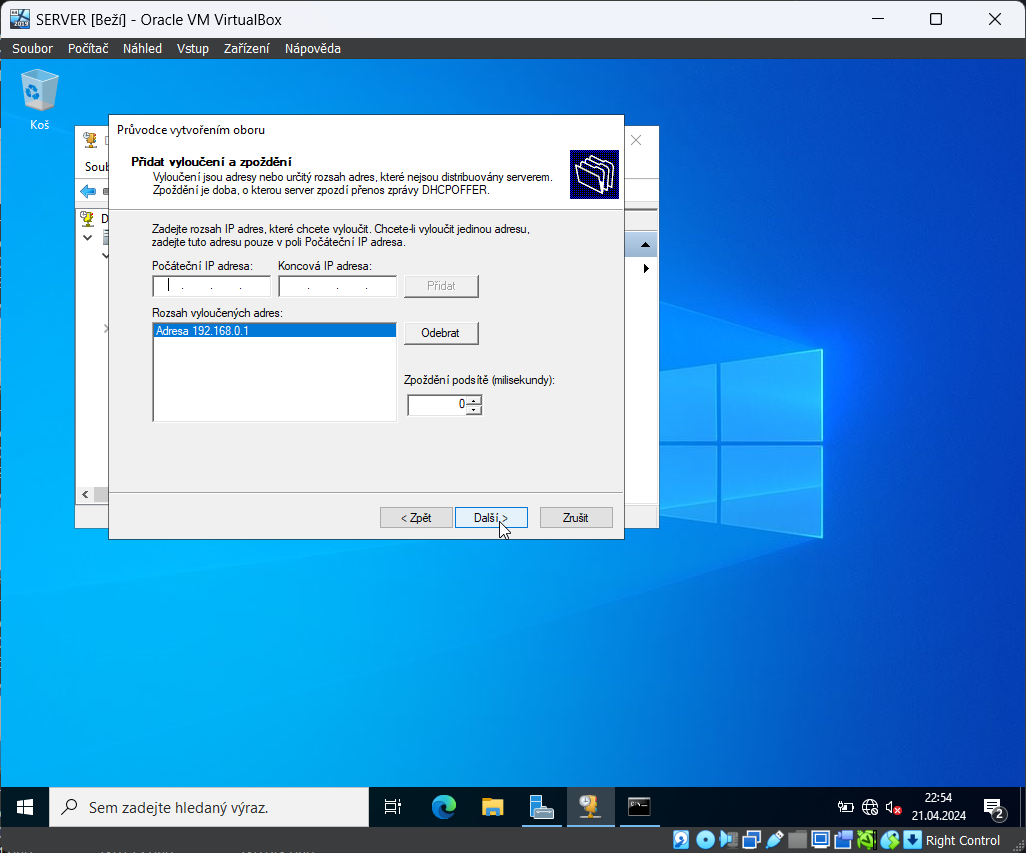 SERVER [Beží] - Oracle VM VirtualBox
Soubor Počítač Náhled Vstup Zařízení Nápověda
Koš
Průvodce vytvořením oboru
Přidat vyloučení a zpoždění
Vyloučení jsou adresy nebo určitý rozsah adres, které nejsou distribuovány serverem.
Zpoždění je doba, o kterou server zpozdí přenos zprávy DHCPOFFER.
Zadejte rozsah IP adres, které chcete vyloučit. Chcete-li vyloučit jedinou adresu,
zadejte tuto adresu pouze v poli Počáteční IP adresa.
Počáteční IP adresa: Koncová IP adresa:
Přidat
Rozsah vyloučených adres:
Adresa 192.168.0.1
Odebrat
Zpoždění podsítě (milisekundy):
0
< Zpět Další > Zrušit
Sem zadejte hledaný výraz.
22:54
21.04.2024
2
Right Control